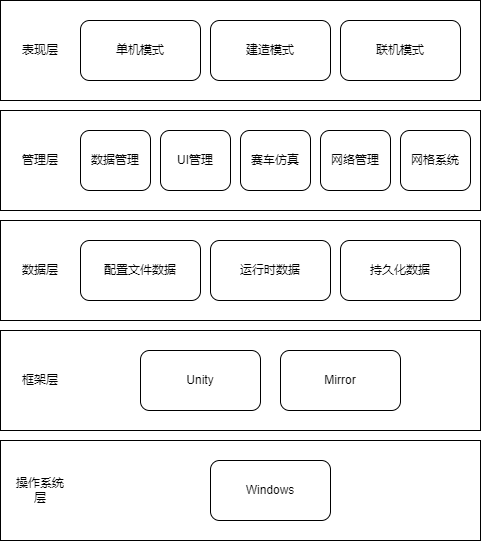 表现层
单机模式
建造模式
联机模式
管理层
数据管理
UI管理
赛车仿真
网络管理
网格系统
数据层
配置文件数据
运行时数据
持久化数据
框架层
Unity
Mirror
操作系统
层
Windows